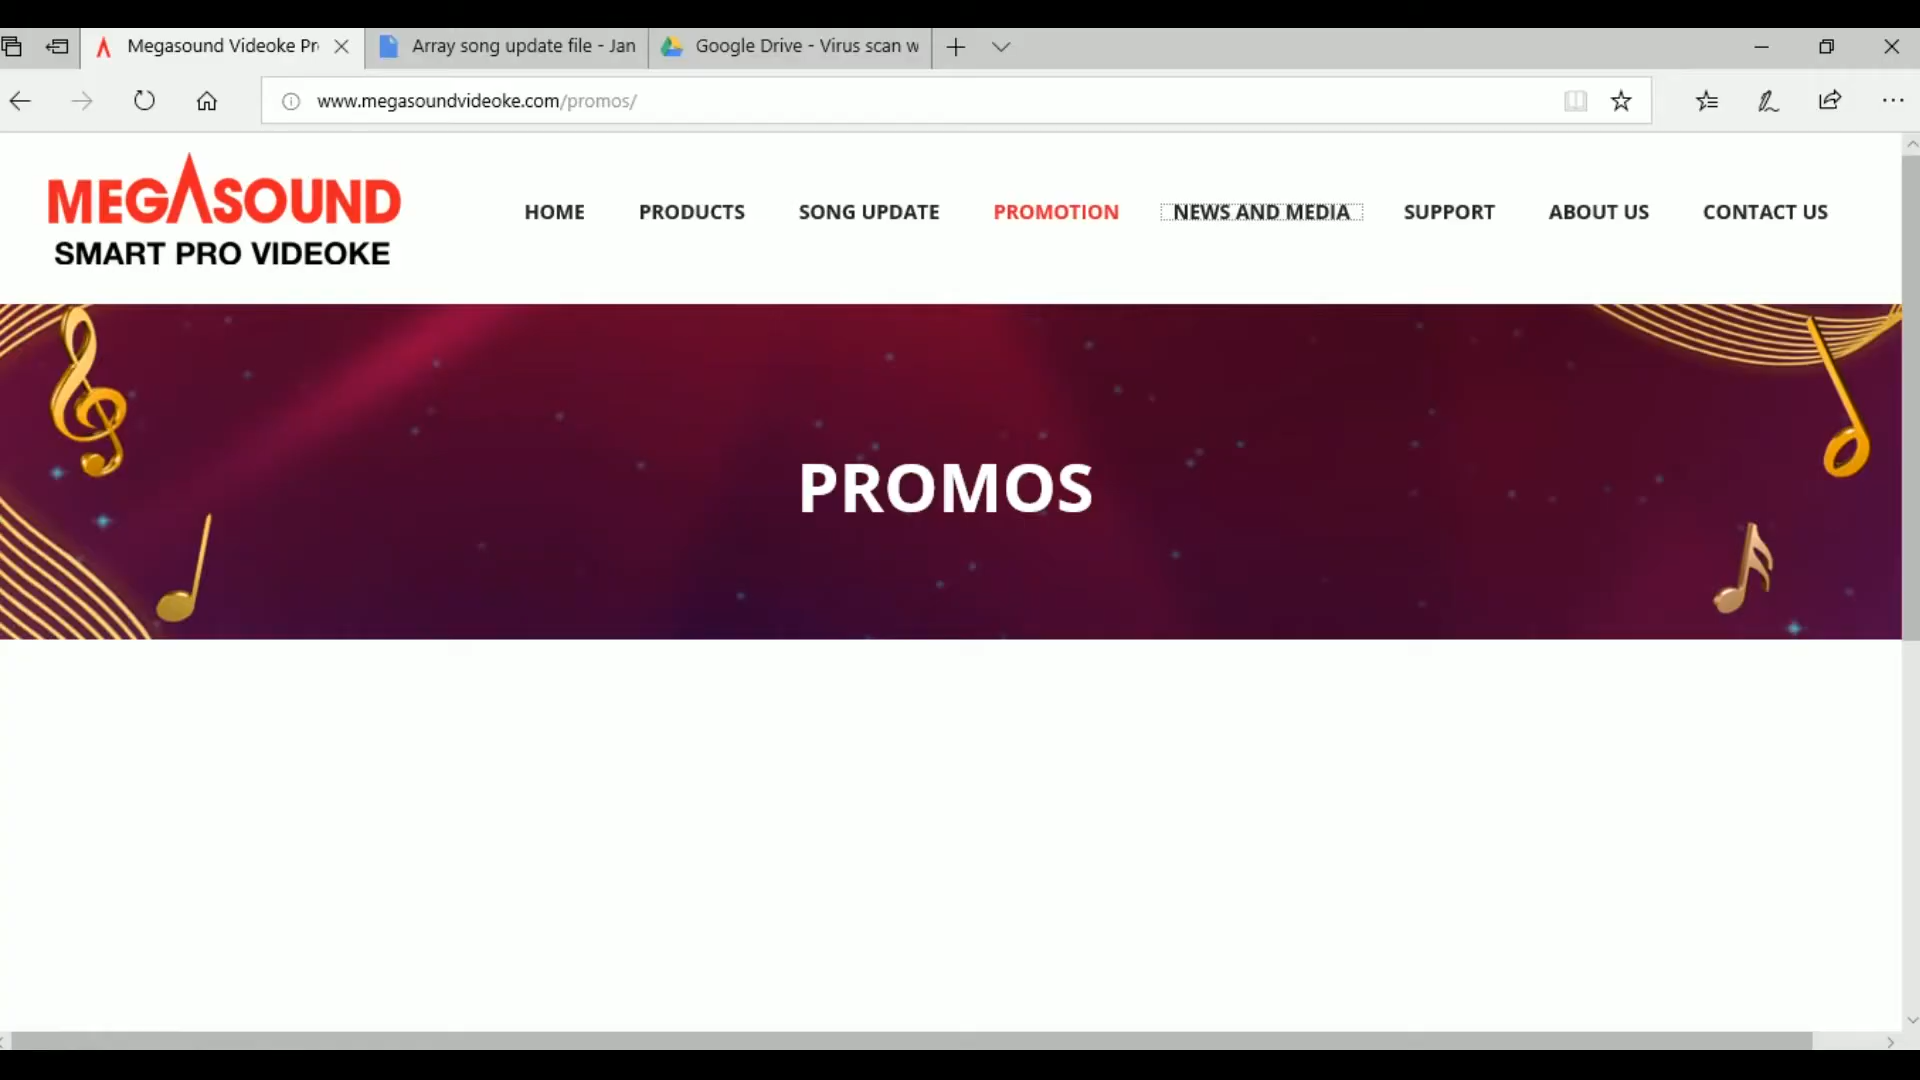 Megasound Videoke Pr
Array song update file - Jan
Google Drive - Virus scan w
www.megasoundvideoke.com/promos/
MEGASOUND
SMART PRO VIDEOKE
HOME
PRODUCTS
SONG UPDATE
PROMOTION
NEWS AND MEDIA
SUPPORT
ABOUT US
CONTACT US
PROMOS